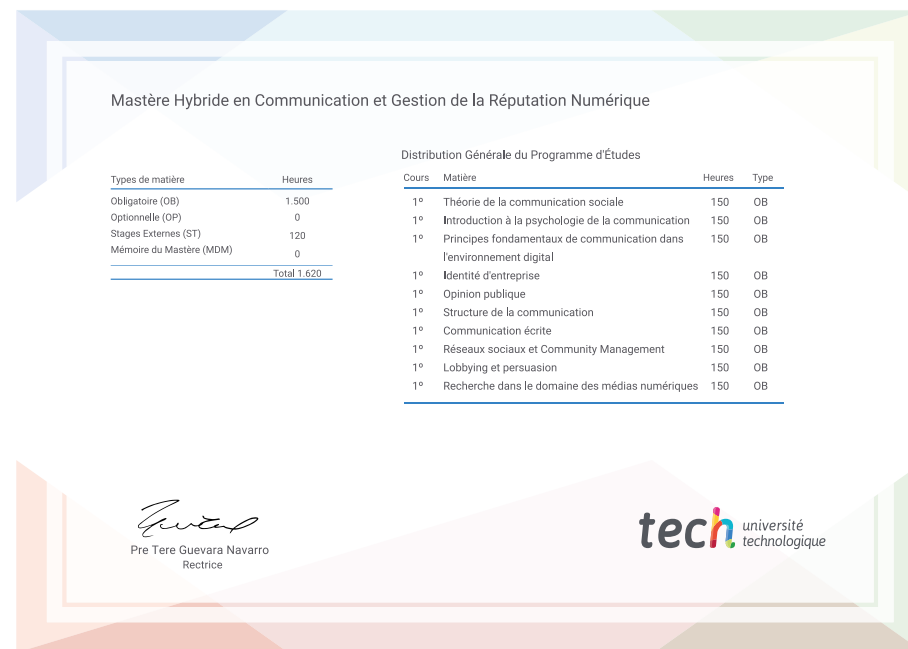 Mastère Hybride en Communication et Gestion de la Réputation Numérique
Types de matière Heures
Obligatoire (OB) 1.500
Optionnelle (OP) 0
Stages Externes (ST) 120
Mémoire du Mastère (MDM) 0
Total 1.620
Distribution Générale du Programme d'Études
Cours Matière Heures Type
1º Théorie de la communication sociale 150 OB
1º Introduction à la psychologie de la communication 150 OB
1º Principes fondamentaux de communication dans 150 OB
l'environnement digital
1º Identité d'entreprise 150 OB
1º Opinion publique 150 OB
1º Structure de la communication 150 OB
1º Communication écrite 150 OB
1º Réseaux sociaux et Community Management 150 OB
1º Lobbying et persuasion 150 OB
1º Recherche dans le domaine des médias numériques 150 OB
Pre Tere Guevara Navarro
Rectrice
tech université
technologique